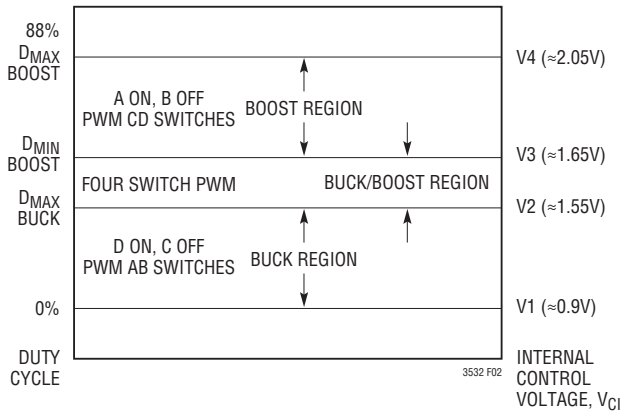 88%
DMAX
BOOST
V4 (≈2.05V)
A ON, B OFF
PWM CD SWITCHES
BOOST REGION
DMIN
BOOST
V3 (≈1.65V)
FOUR SWITCH PWM
BUCK/BOOST REGION
DMAX
BUCK
V2 (≈1.55V)
D ON, C OFF
PWM AB SWITCHES
BUCK REGION
0%
V1 (≈0.9V)
DUTY
CYCLE
3532 F02
INTERNAL
CONTROL
VOLTAGE, VCI